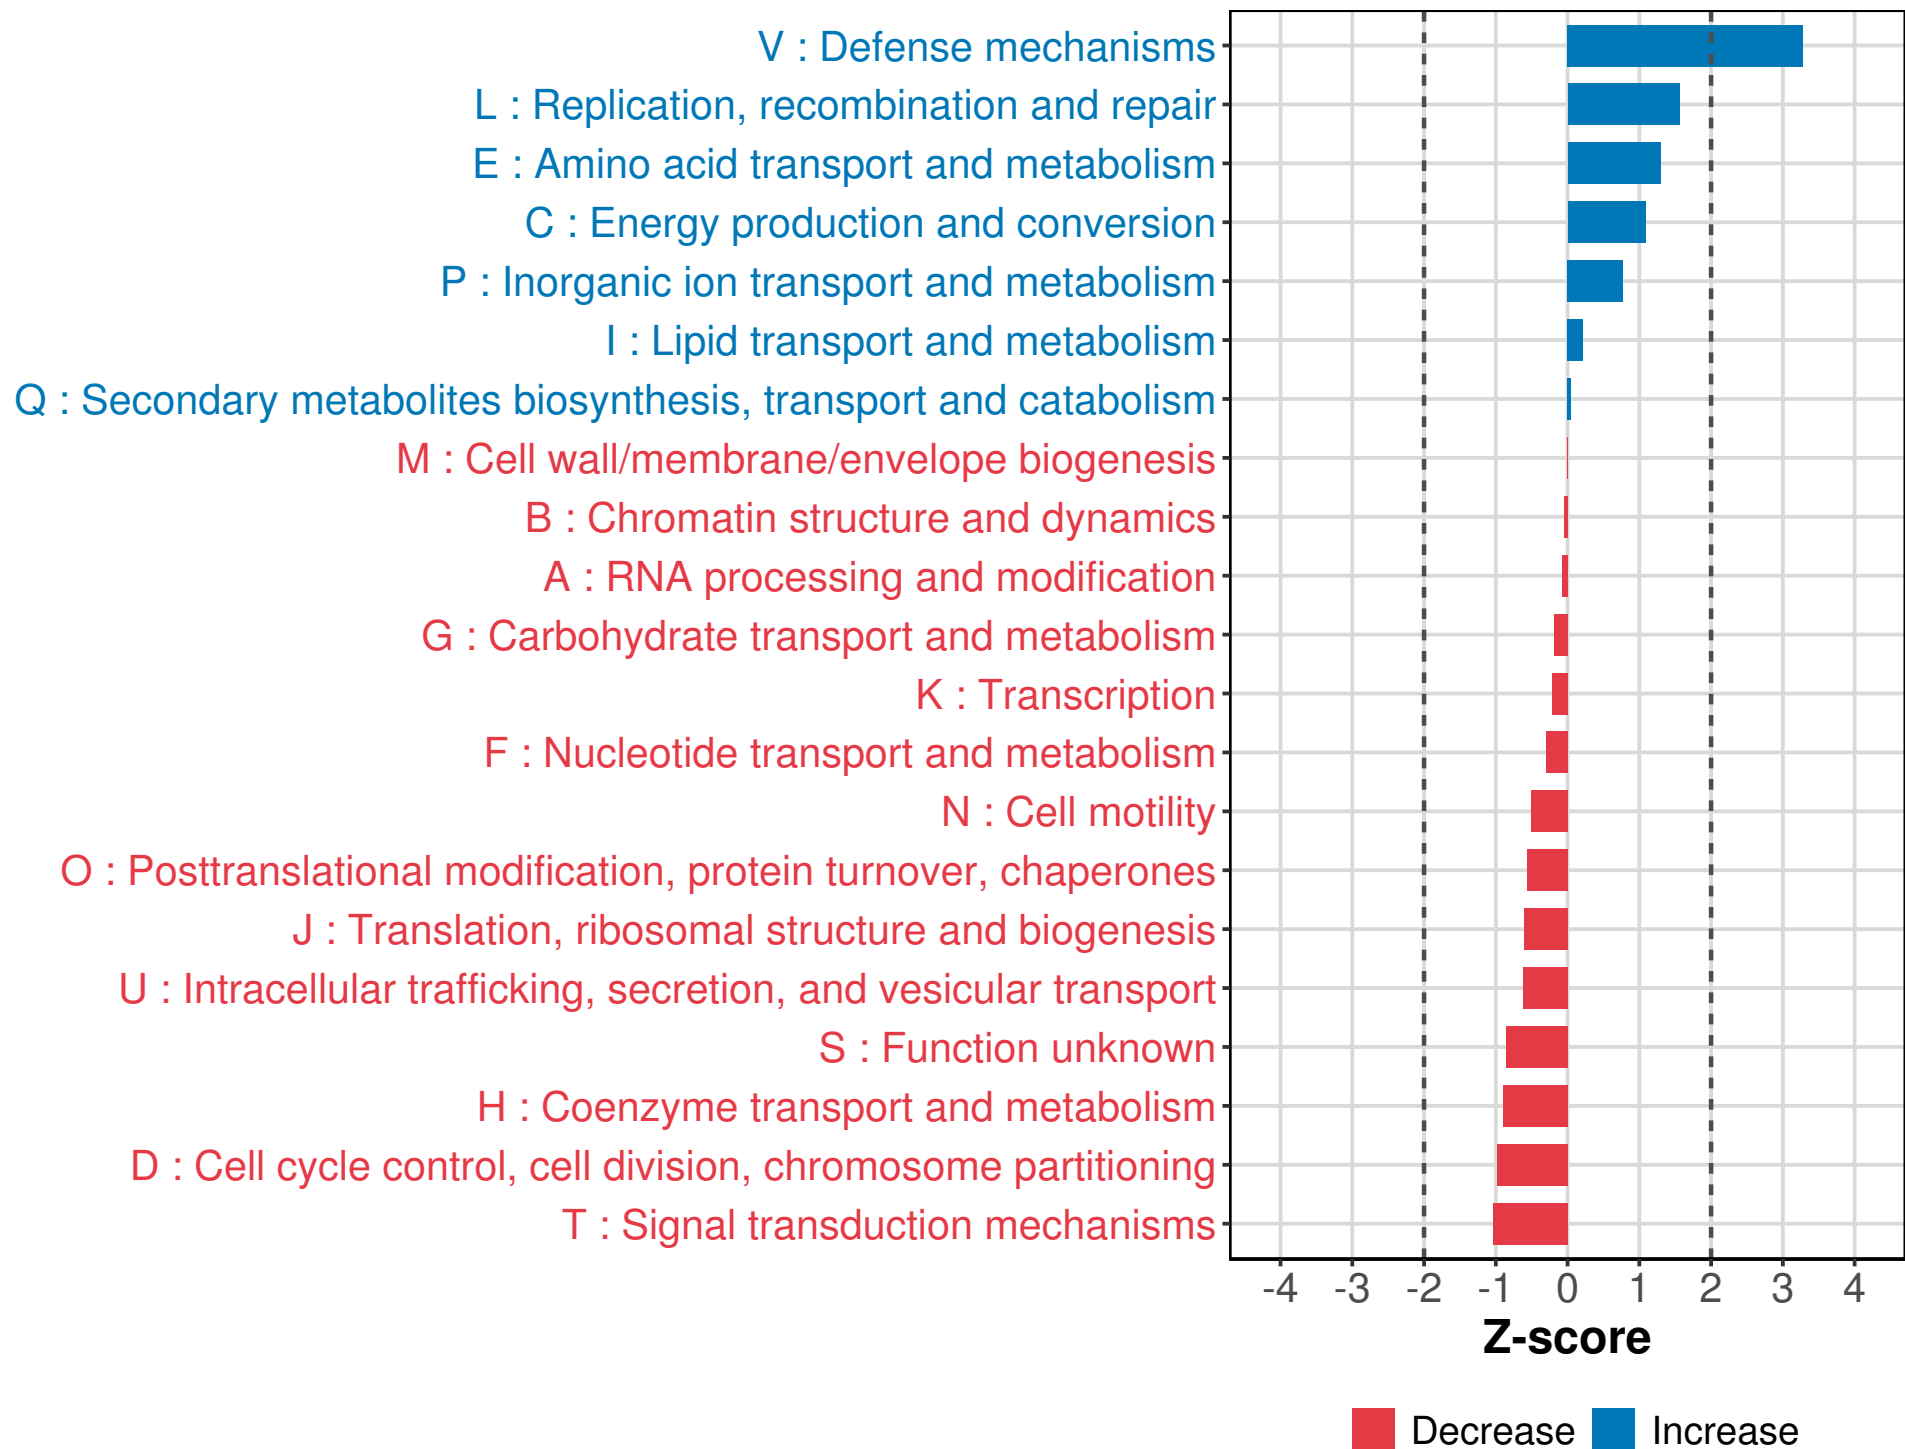 V : Defense mechanisms
L : Replication, recombination and repair
E : Amino acid transport and metabolism
C : Energy production and conversion
P : Inorganic ion transport and metabolism
I : Lipid transport and metabolism
Q : Secondary metabolites biosynthesis, transport and catabolism
M : Cell wall/membrane/envelope biogenesis
B : Chromatin structure and dynamics
A : RNA processing and modification
G : Carbohydrate transport and metabolism
K : Transcription
F : Nucleotide transport and metabolism
N : Cell motility
O : Posttranslational modification, protein turnover, chaperones
J : Translation, ribosomal structure and biogenesis
U : Intracellular trafficking, secretion, and vesicular transport
S : Function unknown
H : Coenzyme transport and metabolism
D : Cell cycle control, cell division, chromosome partitioning
T : Signal transduction mechanisms
-4 -3 -2 -1 0 1 2 3 4
Z-score
Decrease Increase